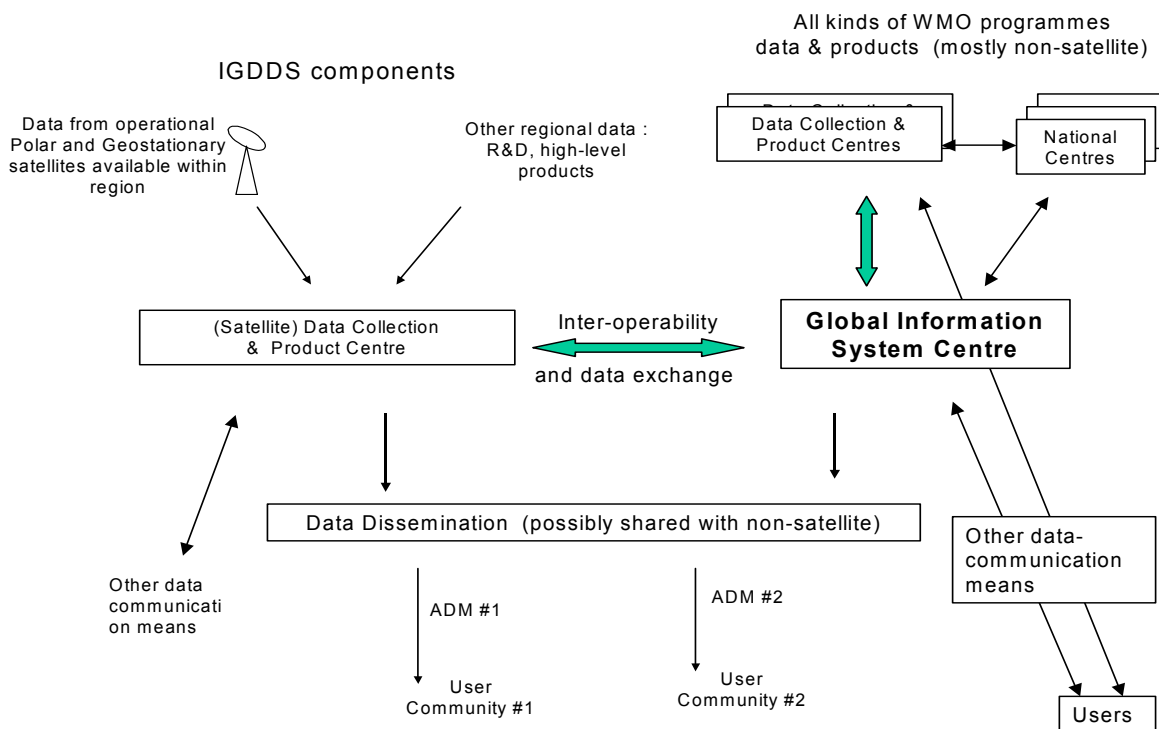 All kinds of WMO programmes
data & products (mostly non-satellite)
IGDDS components
Data from operational
Polar and Geostationary
satellites available within
region
Other regional data :
R&D, high-level
products
Data Collection &
Product Centres
National
Centres
(Satellite) Data Collection
& Product Centre
Inter-operability
and data exchange
Global Information
System Centre
Data Dissemination (possibly shared with non-satellite)
Other data
communicati
on means
ADM #1
ADM #2
Other data-
communication
means
User
Community #1
User
Community #2
Users